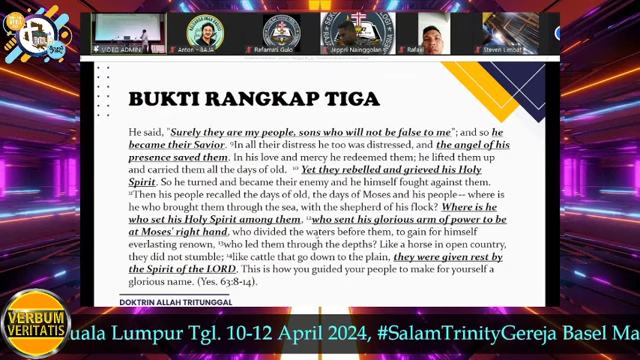 VIDEO ADMIN
Anton - BAJA
Refamati Gulo
Jeppri Nainggolan
Rafael
Steven Limbat
BUKTI RANGKAP TIGA
He said, "Surely they are my people, sons who will not be false to me"; and so he
became their Savior. 9In all their distress he too was distressed, and the angel of his
presence saved them. In his love and mercy he redeemed them; he lifted them up
and carried them all the days of old. 10 Yet they rebelled and grieved his Holy
Spirit. So he turned and became their enemy and he himself fought against them.
11Then his people recalled the days of old, the days of Moses and his people-- where is
he who brought them through the sea, with the shepherd of his flock? Where is he
who set his Holy Spirit among them, 12who sent his glorious arm of power to be
at Moses' right hand, who divided the waters before them, to gain for himself
everlasting renown, 13who led them through the depths? Like a horse in open country,
they did not stumble; 14like cattle that go down to the plain, they were given rest by
the Spirit of the LORD. This is how you guided your people to make for yourself a
glorious name. (Yes. 63:8-14).
DOKTRIN ALLAH TRITUNGGAL
VERBUM
VERITATIS
uala Lumpur Tgl. 10-12 April 2024, #SalamTrinityGereja Basel Ma